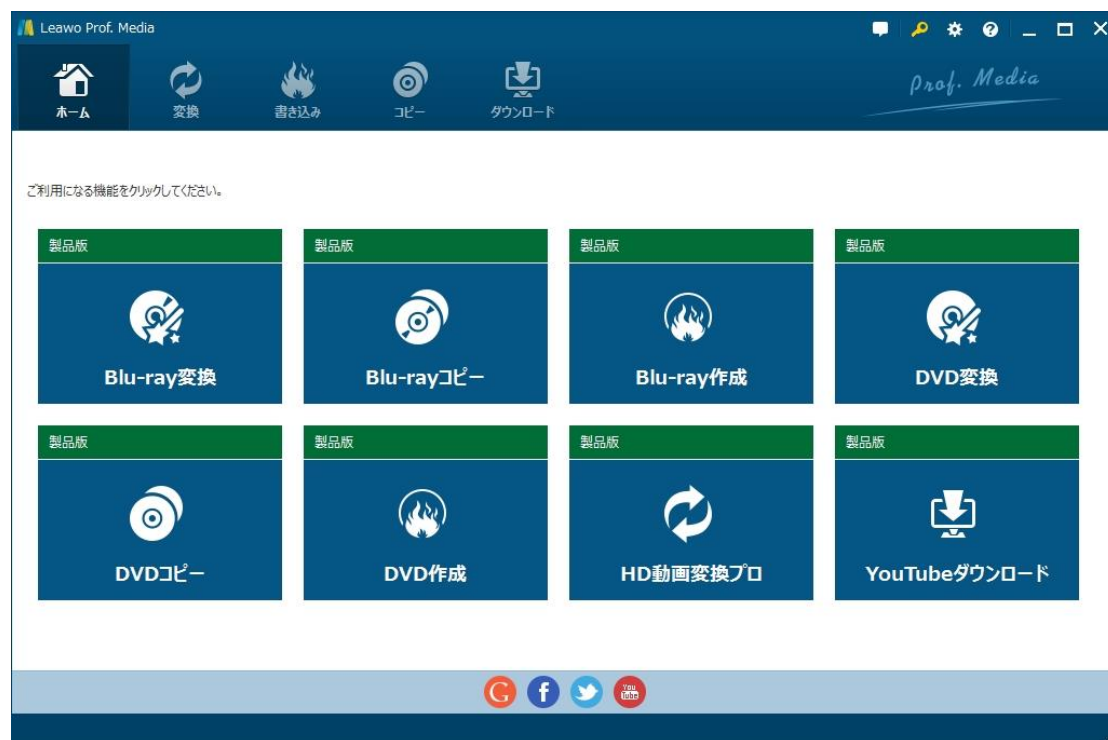 Leawo Prof. Media
ホーム
変換
書き込み
コピー
ダウンロード
Prof. Media
ご利用になる機能をクリックしてください。
製品版
製品版
製品版
製品版
Blu-ray変換
Blu-rayコピー
Blu-ray作成
DVD変換
製品版
製品版
製品版
製品版
DVDコピー
DVD作成
HD動画変換プロ
YouTubeダウンロード
G
f
You
Tube